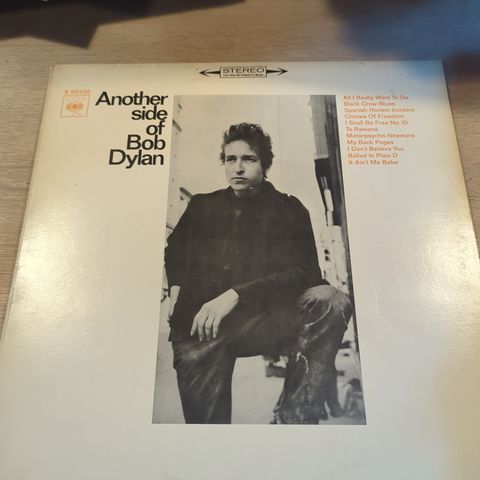 STEREO
S 62429
CBS
Another
side
of
Bob
Dylan
All I Really Want To Do
Black Crow Blues
Spanish Harlem Incident
Chimes Of Freedom
I Shall Be Free No. 10
To Ramona
Motorpsycho Nitemare
My Back Pages
I Don't Believe You
Ballad In Plain D
It Ain't Me Babe